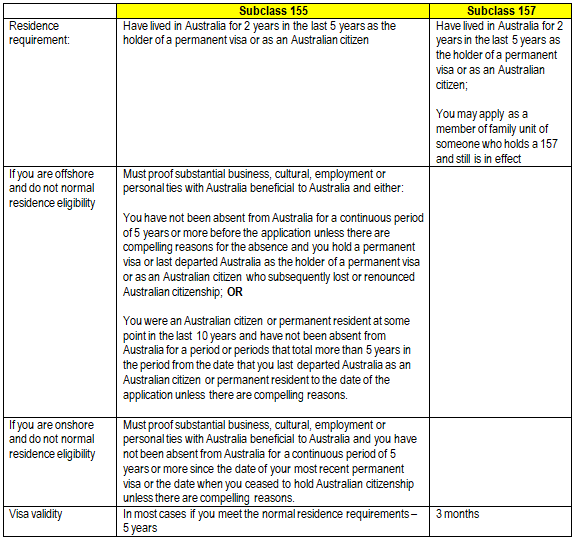 Subclass 155
Subclass 157
Residence
requirement:
Have lived in Australia for 2 years in the last 5 years as the
holder of a permanent visa or as an Australian citizen
Have lived in Australia for 2
years in the last 5 years as
the holder of a permanent
visa or as an Australian
citizen;
You may apply as a
member of family unit of
someone who holds a 157
and still is in effect
If you are offshore
and do not normal
residence eligibility
Must proof substantial business, cultural, employment or
personal ties with Australia beneficial to Australia and either:
You have not been absent from Australia for a continuous period
of 5 years or more before the application unless there are
compelling reasons for the absence and you hold a permanent
visa or last departed Australia as the holder of a permanent visa
or as an Australian citizen who subsequently lost or renounced
Australian citizenship; OR
You were an Australian citizen or permanent resident at some
point in the last 10 years and have not been absent from
Australia for a period or periods that total more than 5 years in
the period from the date that you last departed Australia as an
Australian citizen or permanent resident to the date of the
application unless there are compelling reasons.
If you are onshore
and do not normal
residence eligibility
Must proof substantial business, cultural, employment or
personal ties with Australia beneficial to Australia and you have
not been absent from Australia for a continuous period of 5
years or more since the date of your most recent permanent
visa or the date when you ceased to hold Australian citizenship
unless there are compelling reasons.
Visa validity
In most cases if you meet the normal residence requirements –
5 years
3 months